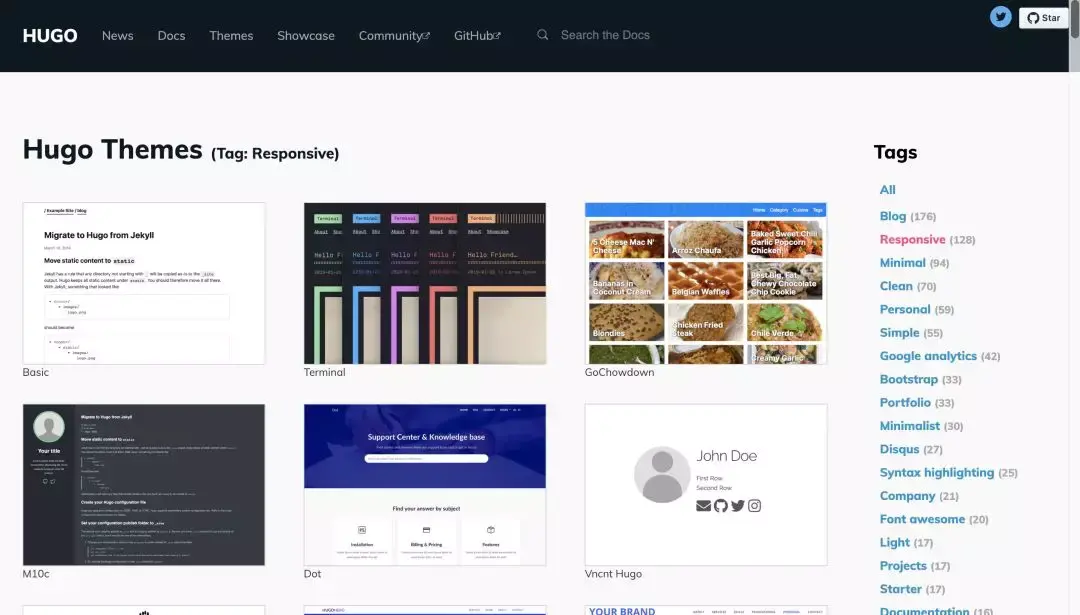 HUGO
News
Docs
Themes
Showcase
Community
GitHub
Search the Docs
Star
Hugo Themes (Tag: Responsive)
/ Example Site / blog
Migrate to Hugo from Jekyll
Move static content to static
should become
Basic
Terminal
About
Hello F
Hello Friend...
Showcase
Terminal
Home Category Cuisine Tags
5 Cheese Mac N' Cheese
Arroz Chaufa
Baked Sweet Chili Garlic Popcorn Chicken
Bananas in Coconut Cream
Belgian Waffles
Best Big, Fat, Chewy Chocolate Chip Cookie
Blondies
Chicken Fried Steak
Chile Verde
Creamy Garlic
GoChowdown
Your title
Migrate to Hugo from Jekyll
Move static content to static
Create your Hugo configuration file
Set your configuration publish folder to _site
M10c
Dot
Support Center & Knowledge base
Find your answer by subject
Installation
Billing & Pricing
Features
Dot
John Doe
First Row
Second Row
Vncnt Hugo
YOUR BRAND
Tags
All
Blog (176)
Responsive (128)
Minimal (94)
Clean (70)
Personal (59)
Simple (55)
Google analytics (42)
Bootstrap (33)
Portfolio (33)
Minimalist (30)
Disqus (27)
Syntax highlighting (25)
Company (21)
Font awesome (20)
Light (17)
Projects (17)
Starter (17)
Documentation (16)